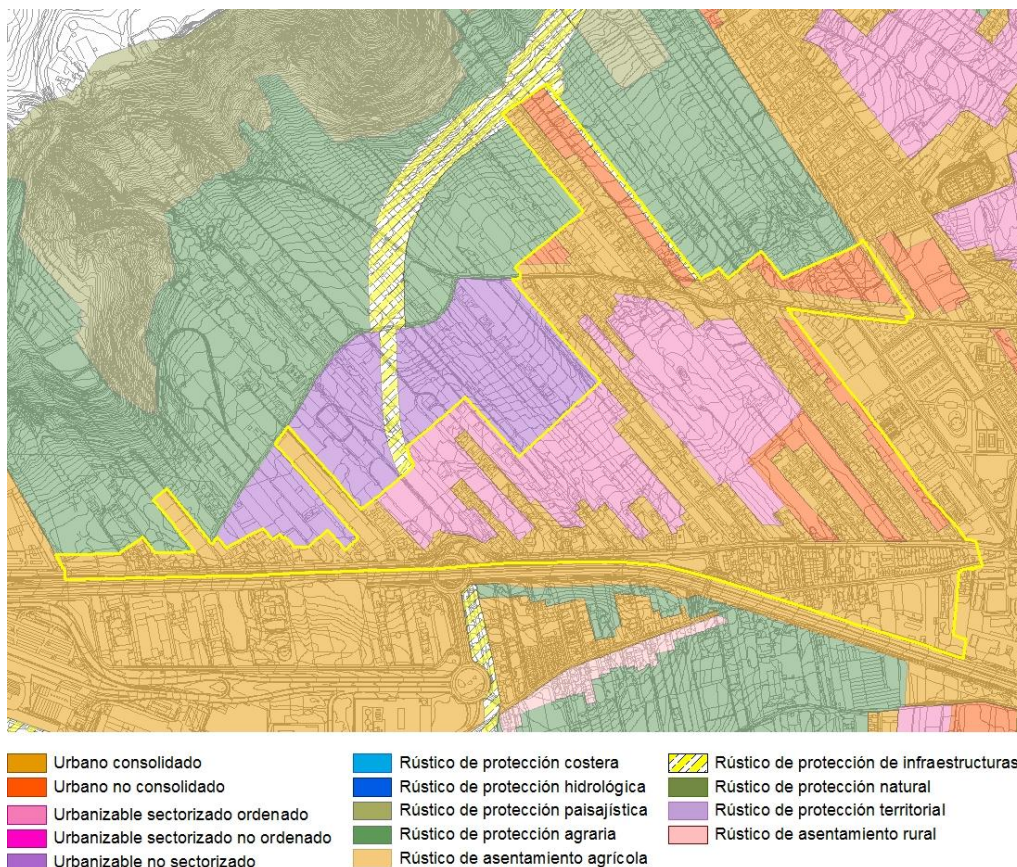 Urbano consolidado
Urbano no consolidado
Urbanizable sectorizado ordenado
Urbanizable sectorizado no ordenado
Urbanizable no sectorizado
Rústico de protección costera
Rústico de protección hidrológica
Rústico de protección paisajística
Rústico de protección agraria
Rústico de asentamiento agrícola
Rústico de protección de infraestructuras
Rústico de protección natural
Rústico de protección territorial
Rústico de asentamiento rural